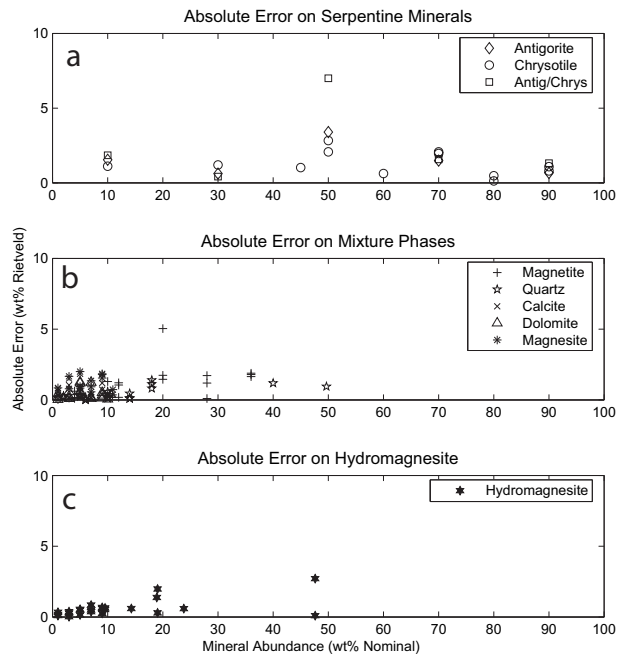 Absolute Error on Serpentine Minerals
10
a
Antigorite
Chrysotile
Antig/Chrys
5
0
0 10 20 30 40 50 60 70 80 90 100
Absolute Error on Mixture Phases
10
b
Magnetite
Quartz
Calcite
Dolomite
Magnesite
5
0
0 10 20 30 40 50 60 70 80 90 100
Absolute Error (wt% Rietveld)
Absolute Error on Hydromagnesite
10
c
Hydromagnesite
5
0
0 10 20 30 40 50 60 70 80 90 100
Mineral Abundance (wt% Nominal)